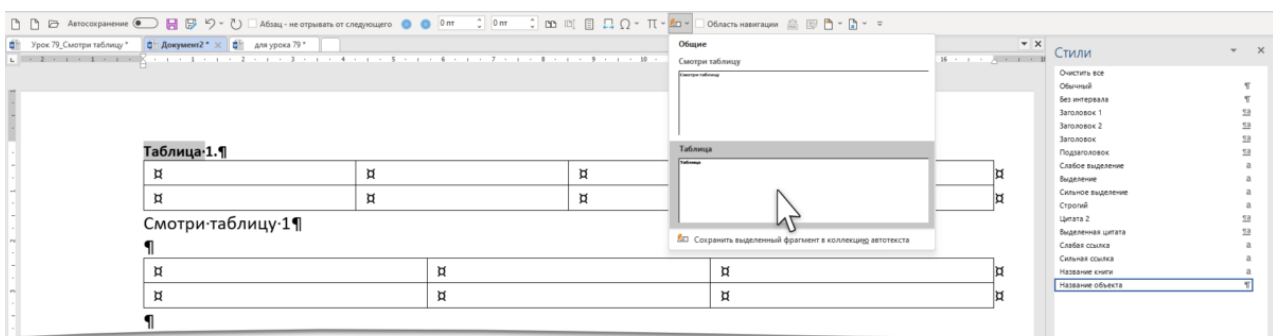 Автосохранение
Абзац - не отрывать от следующего
0 пт
0 пт
Область навигации
Урок 79_Смотри таблицу *
Документ2 *
для урока 79 *
Общие
Смотри таблицу
Смотри таблицу
Таблица
Таблица
Сохранить выделенный фрагмент в коллекцию автотекста
Таблица·1.¶
¤ ¤ ¤ ¤
¤ ¤ ¤ ¤
Смотри·таблицу·1¶
¶
¤ ¤ ¤ ¤
¤ ¤ ¤ ¤
¶
Стили
Очистить все
Обычный
Без интервала
Заголовок 1
Заголовок 2
Заголовок
Подзаголовок
Слабое выделение
Выделение
Сильное выделение
Строгий
Цитата 2
Выделенная цитата
Слабая ссылка
Сильная ссылка
Название книги
Название объекта